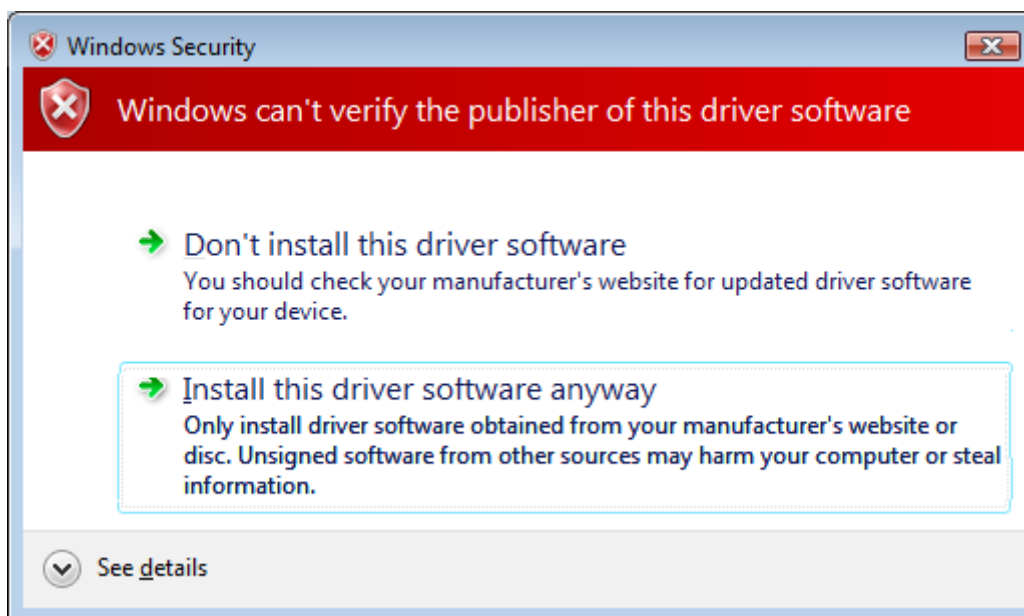 Windows Security
Windows can't verify the publisher of this driver software
Don't install this driver software
You should check your manufacturer's website for updated driver software
for your device.
Install this driver software anyway
Only install driver software obtained from your manufacturer's website or
disc. Unsigned software from other sources may harm your computer or steal
information.
See details